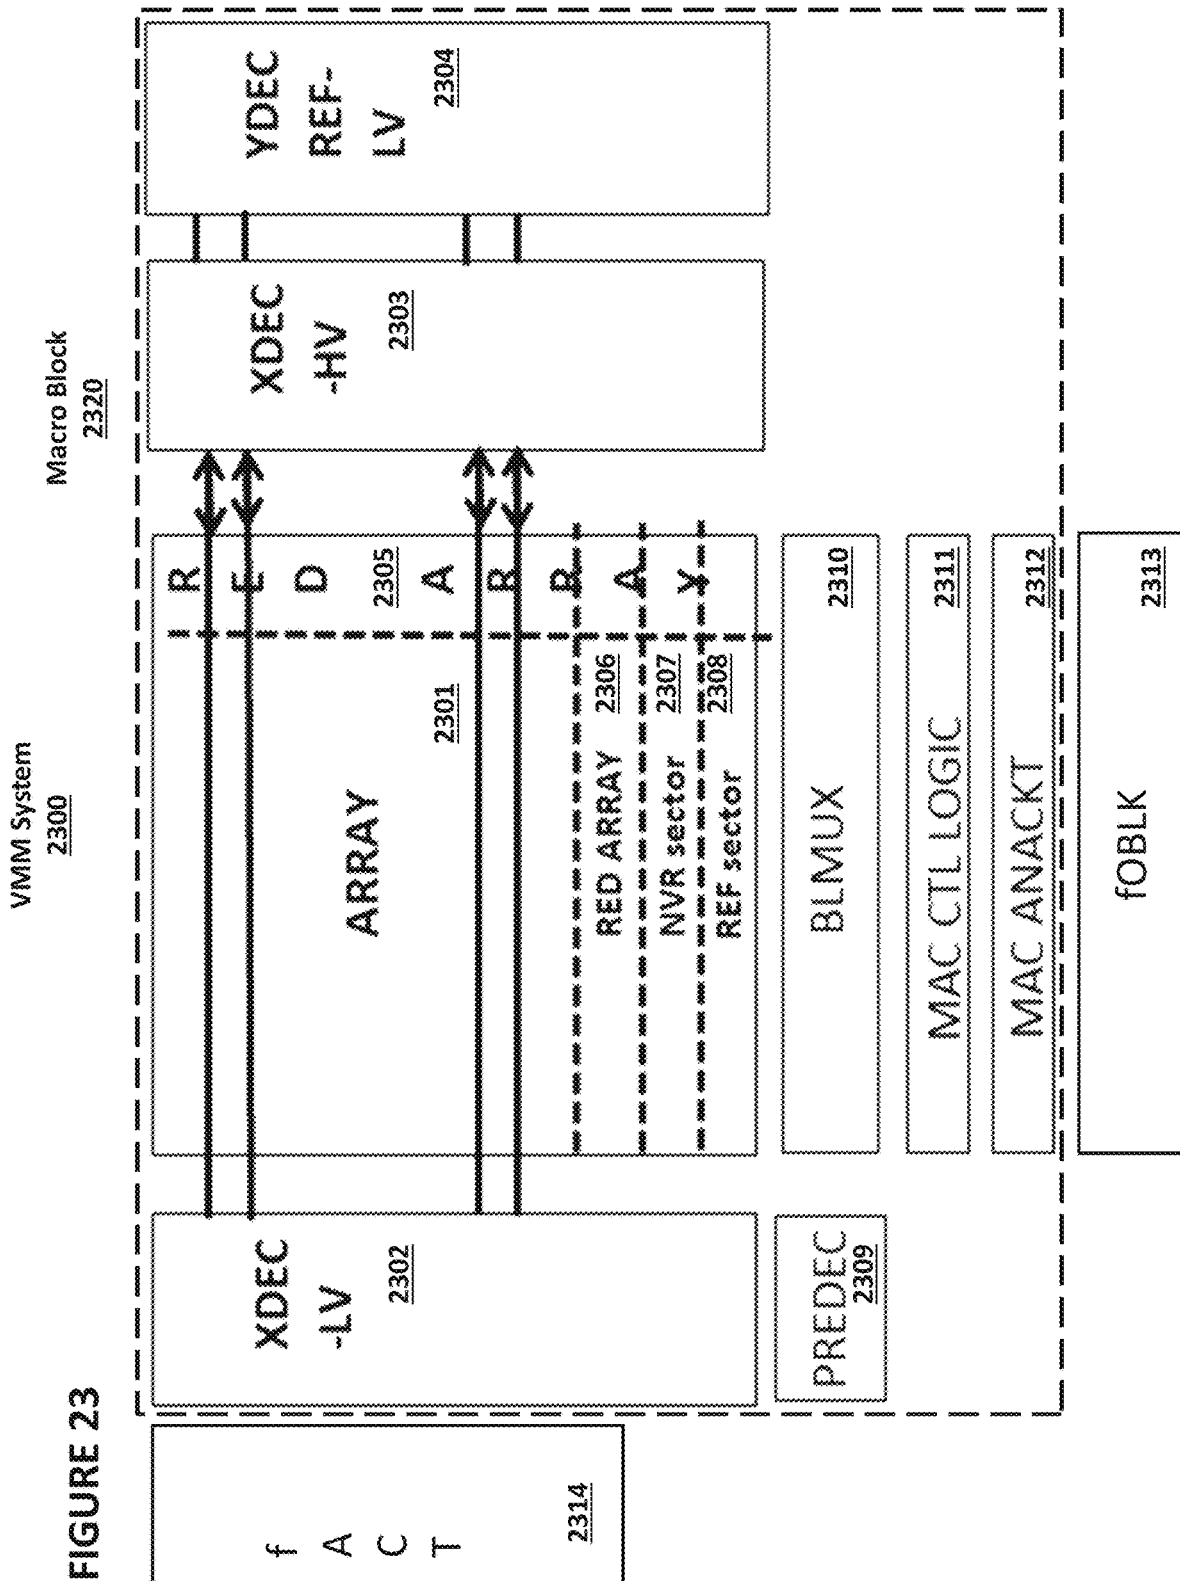 FIGURE 23
VMM System
2300
Macro Block
2320
f
A
C
T
2314
XDEC
-LV
2302
ARRAY
2301
R
E
D
2305
A
R
R
A
Y
RED ARRAY 2306
NVR sector 2307
REF sector 2308
XDEC
-HV
2303
YDEC
REF-
LV
2304
PREDEC
2309
BLMUX 2310
MAC CTL LOGIC 2311
MAC ANACKT 2312
fOBLK 2313